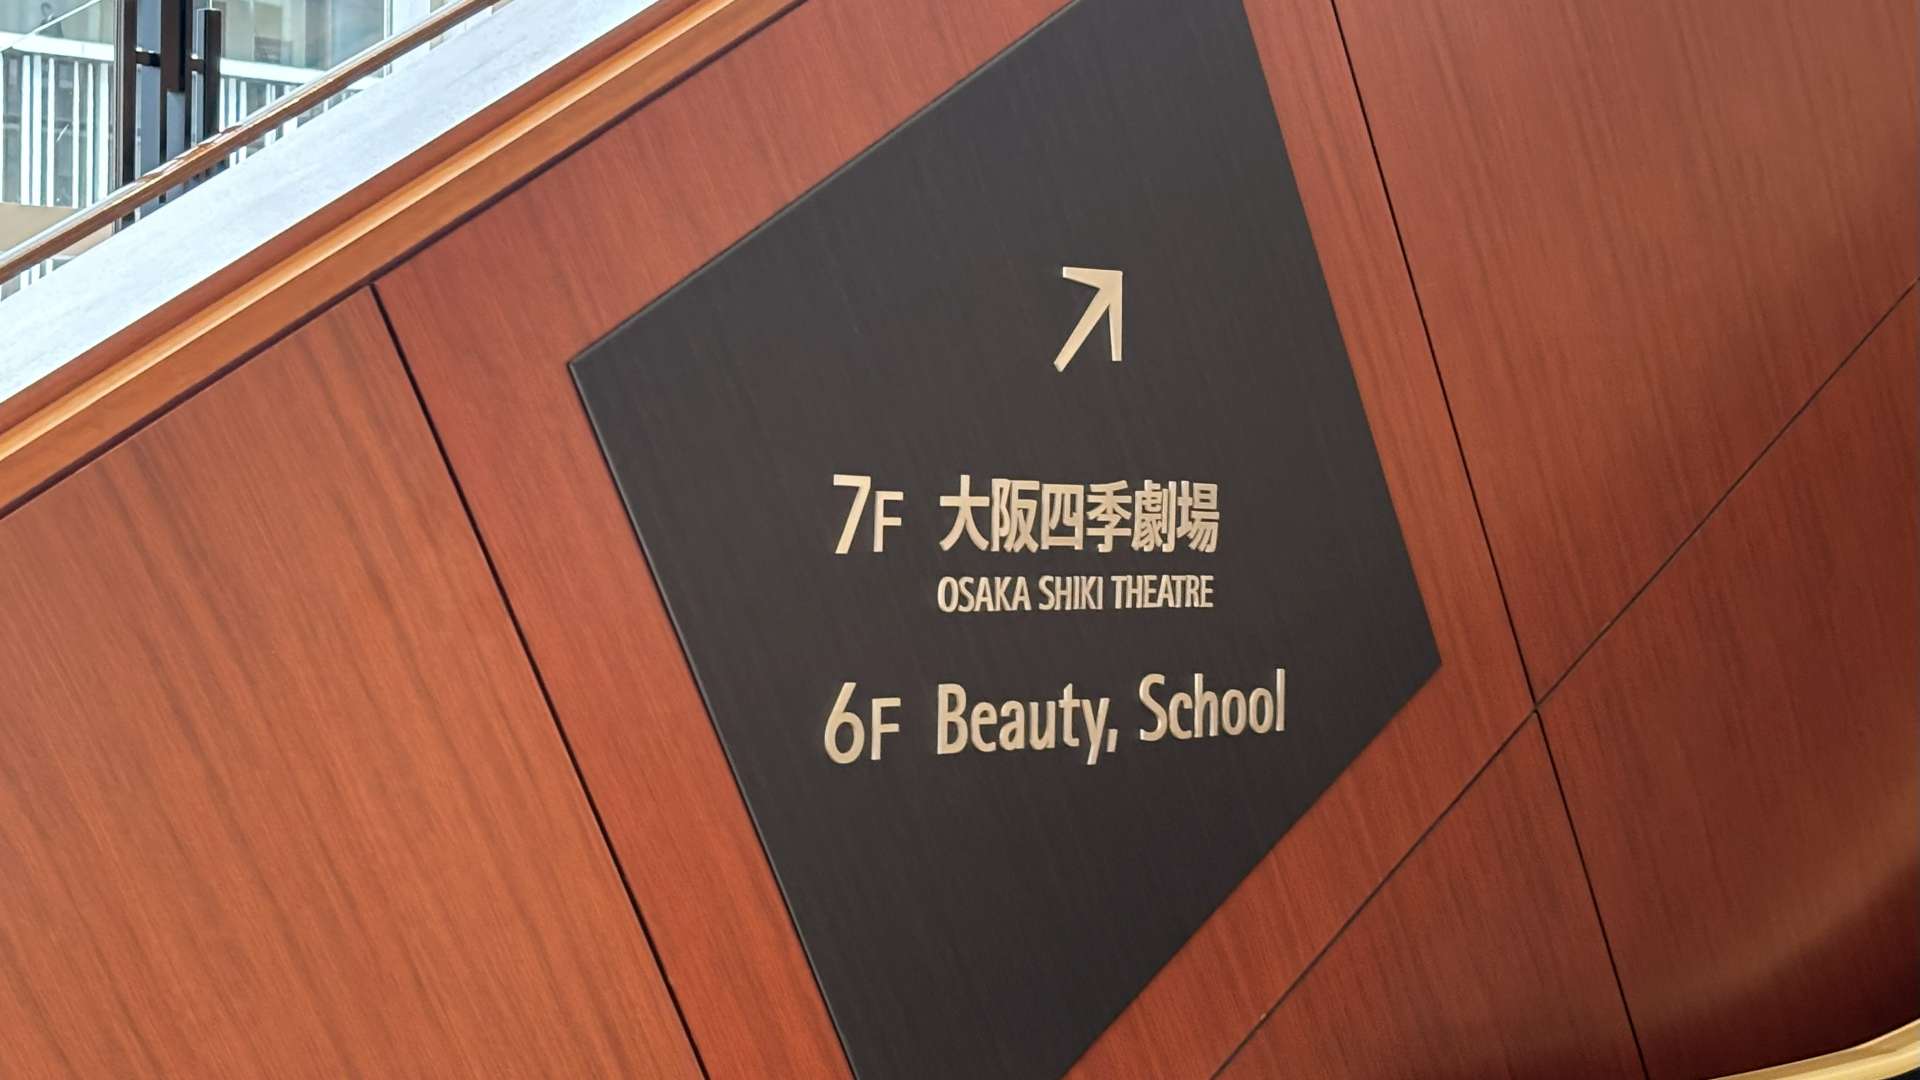 7F 大阪四季劇場
OSAKA SHIKI THEATRE
6F Beauty, School